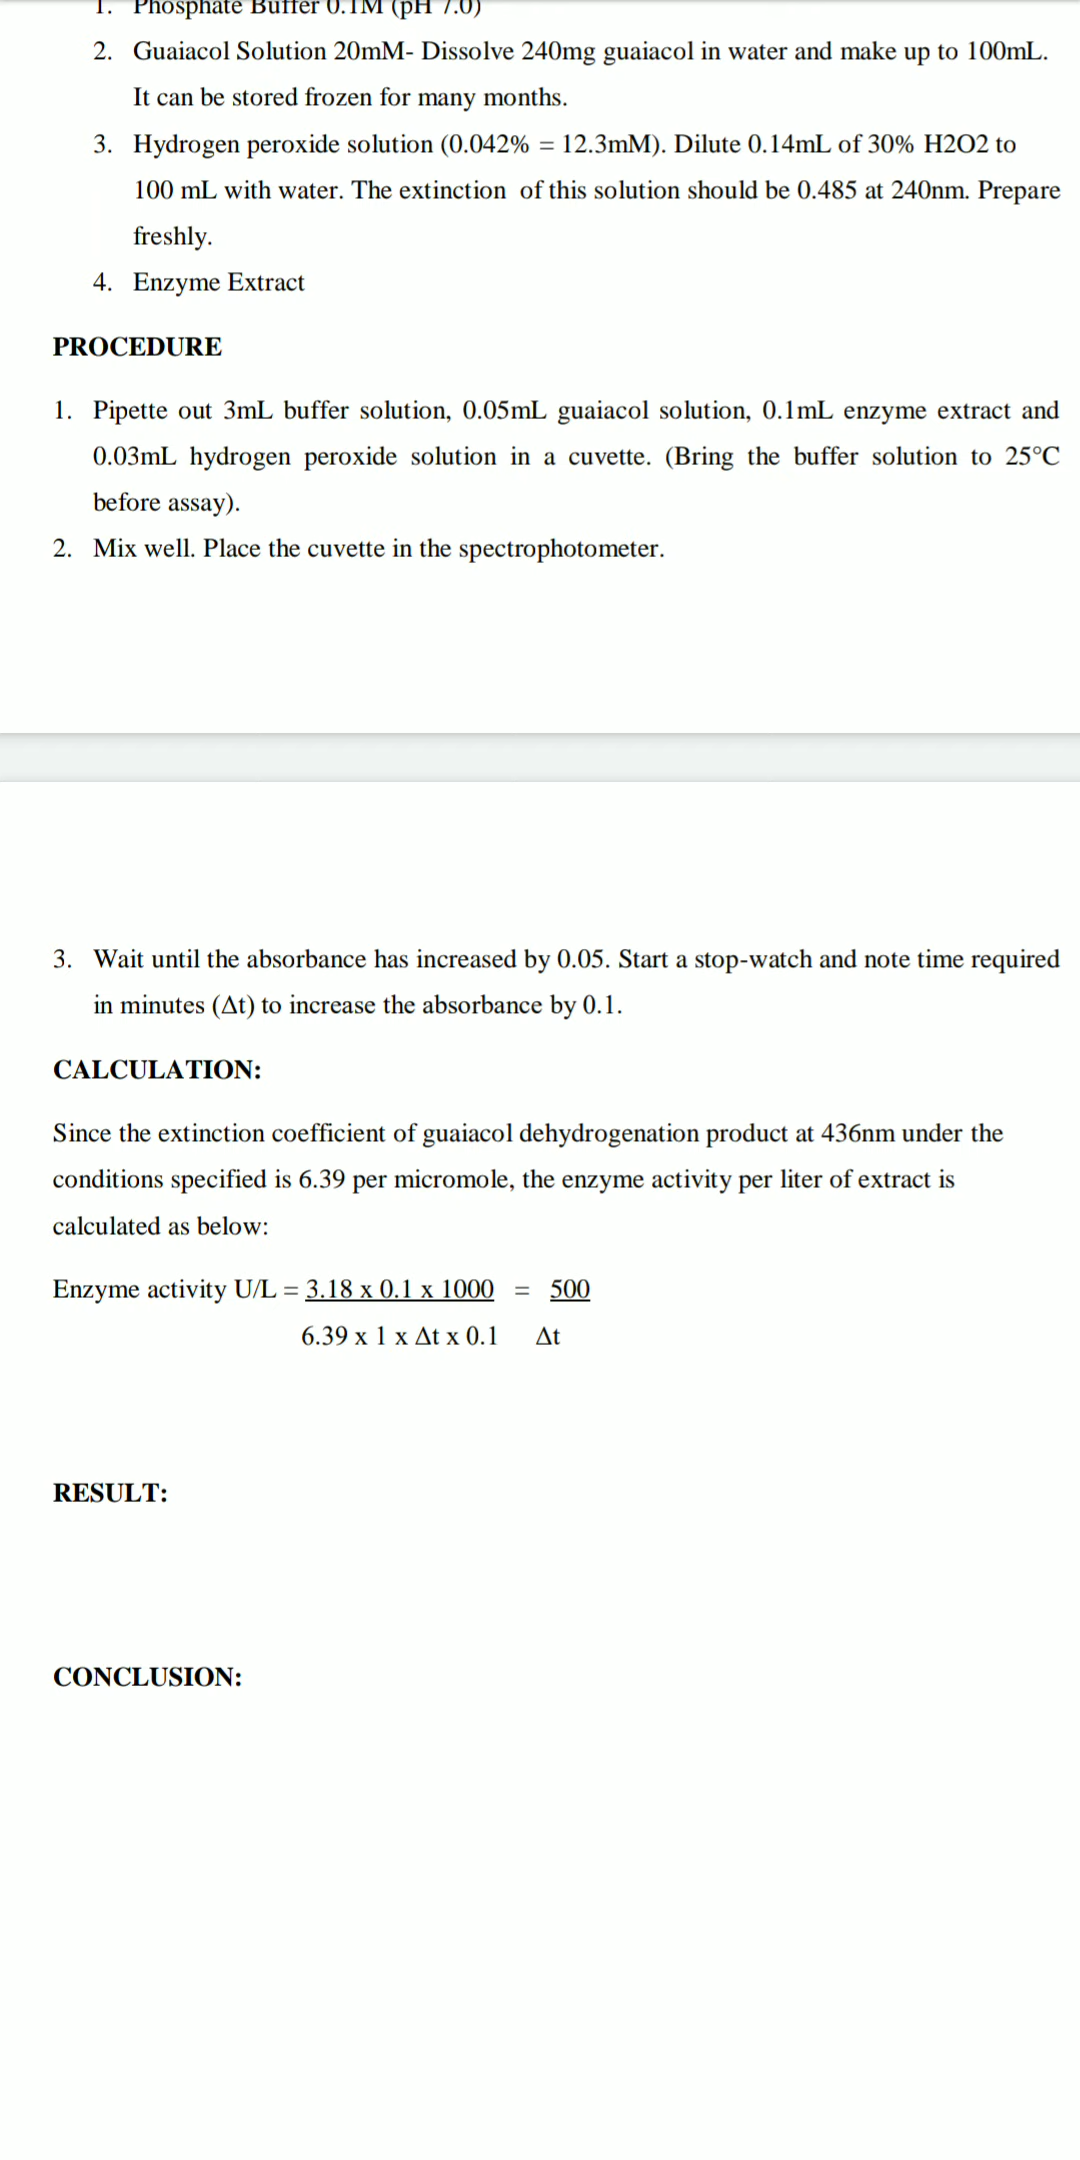 1. Phosphate Buffer 0.1M (pH 7.0)
2. Guaiacol Solution 20mM- Dissolve 240mg guaiacol in water and make up to 100mL.
It can be stored frozen for many months.
3. Hydrogen peroxide solution (0.042% = 12.3mM). Dilute 0.14mL of 30% H2O2 to
100 mL with water. The extinction of this solution should be 0.485 at 240nm. Prepare
freshly.
4. Enzyme Extract
PROCEDURE
1. Pipette out 3mL buffer solution, 0.05mL guaiacol solution, 0.1mL enzyme extract and
0.03mL hydrogen peroxide solution in a cuvette. (Bring the buffer solution to 25°C
before assay).
2. Mix well. Place the cuvette in the spectrophotometer.
3. Wait until the absorbance has increased by 0.05. Start a stop-watch and note time required
in minutes (Δt) to increase the absorbance by 0.1.
CALCULATION:
Since the extinction coefficient of guaiacol dehydrogenation product at 436nm under the
conditions specified is 6.39 per micromole, the enzyme activity per liter of extract is
calculated as below:
Enzyme activity U/L = 3.18 x 0.1 x 1000 = 500
6.39 x 1 x Δt x 0.1 Δt
RESULT:
CONCLUSION: